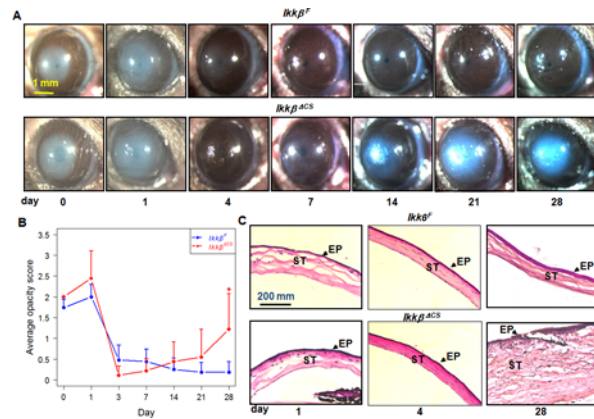 A
Ikkβ^F
1 mm
Ikkβ^ΔCS
day 0 1 4 7 14 21 28
B
Ikkβ^F
Ikkβ^ΔCS
Average opacity score
3.5
3
2.5
2
1.5
1
0.5
0
*
0 1 3 7 14 21 28
Day
C
Ikkβ^F
EP
ST
200 mm
EP
ST
EP
ST
Ikkβ^ΔCS
EP
ST
EP
ST
EP
ST
day 1 4 28